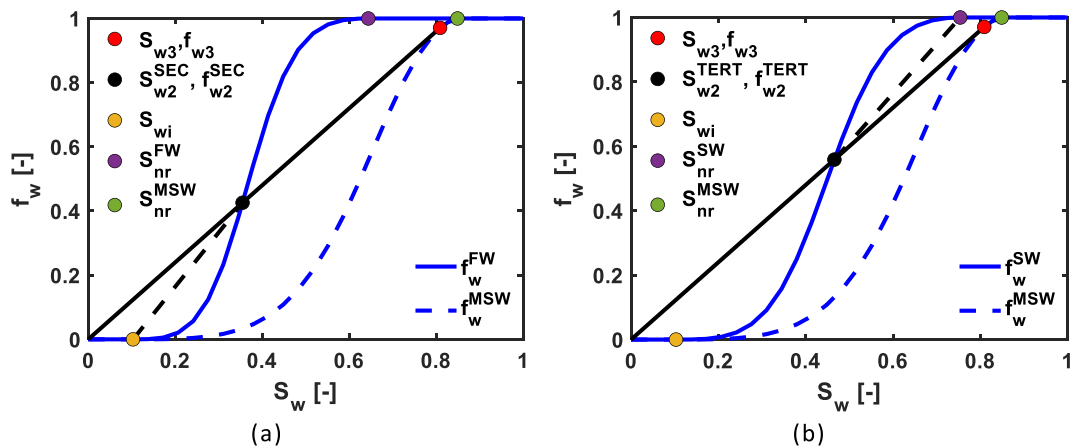 1
0.8
0.6
0.4
0.2
0
f_w [-]
0 0.2 0.4 0.6 0.8 1
S_w [-]
S_w3, f_w3
S_w2^SEC, f_w2^SEC
S_wi
S_nr^FW
S_nr^MSW
f_w^FW
f_w^MSW
(a)
1
0.8
0.6
0.4
0.2
0
f_w [-]
0 0.2 0.4 0.6 0.8 1
S_w [-]
S_w3, f_w3
S_w2^TERT, f_w2^TERT
S_wi
S_nr^SW
S_nr^MSW
f_w^SW
f_w^MSW
(b)